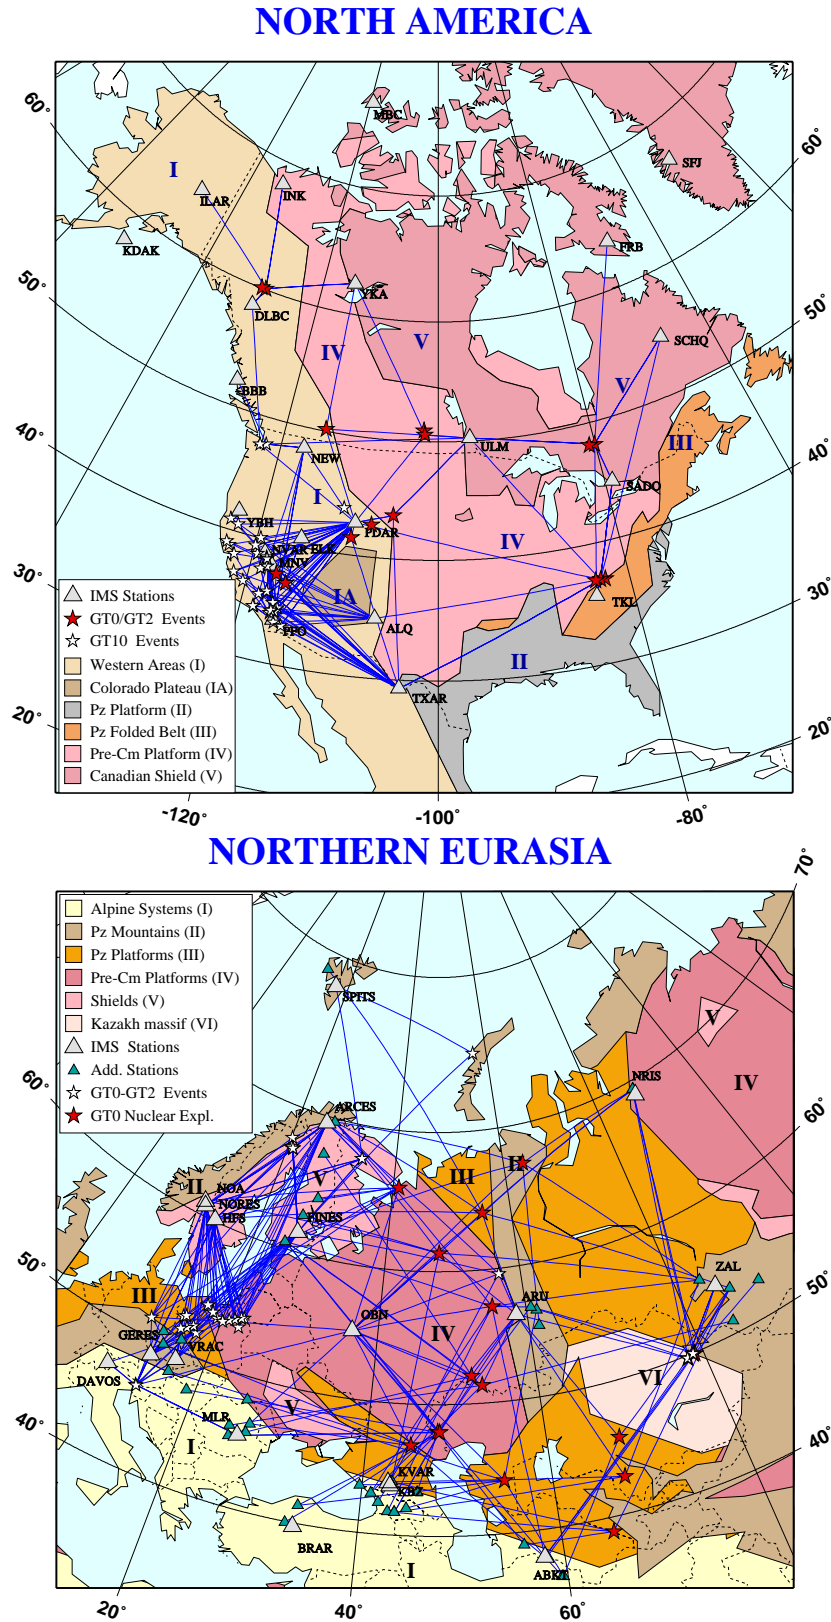 NORTH AMERICA
60°
60°
MBC
SFJ
I
ILAR
INK
KDAK
FRB
50°
50°
YKA
DLBC
SCHQ
V
IV
V
BBB
40°
40°
III
ULM
NEW
SADQ
I
YBH
PDAR
IV
NVAR
ELK
MNV
30°
30°
IA
TKL
PFO
ALQ
II
TXAR
20°
20°
IMS Stations
GT0/GT2 Events
GT10 Events
Western Areas (I)
Colorado Plateau (IA)
Pz Platform (II)
Pz Folded Belt (III)
Pre-Cm Platform (IV)
Canadian Shield (V)
-120°
-100°
-80°
NORTHERN EURASIA
70°
Alpine Systems (I)
Pz Mountains (II)
Pz Platforms (III)
Pre-Cm Platforms (IV)
Shields (V)
Kazakh massif (VI)
IMS Stations
Add. Stations
GT0-GT2 Events
GT0 Nuclear Expl.
SPITS
V
NRIS
IV
60°
60°
ARCES
II
III
V
II
NOA
NORES
HFS
FINES
50°
50°
ZAL
III
ARU
OBN
GERES
IV
VRAC
VI
DAVOS
MLR
V
40°
40°
I
KVAR
KBZ
BRAR
I
ABKT
20°
40°
60°